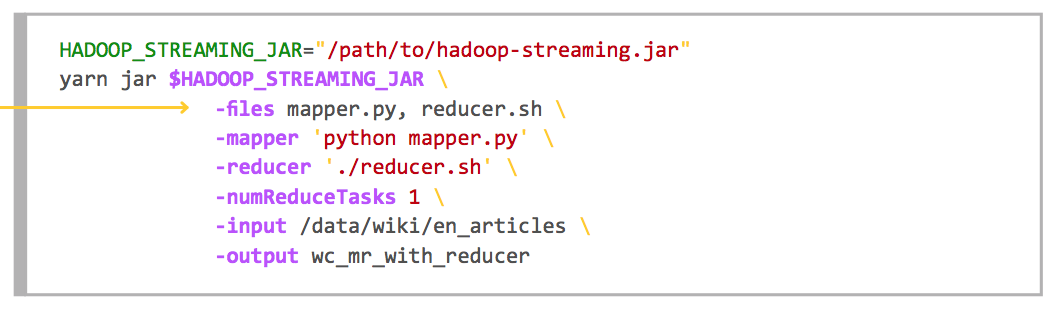 HADOOP_STREAMING_JAR="/path/to/hadoop-streaming.jar"
yarn jar $HADOOP_STREAMING_JAR \
-files mapper.py, reducer.sh \
-mapper 'python mapper.py' \
-reducer './reducer.sh' \
-numReduceTasks 1 \
-input /data/wiki/en_articles \
-output wc_mr_with_reducer